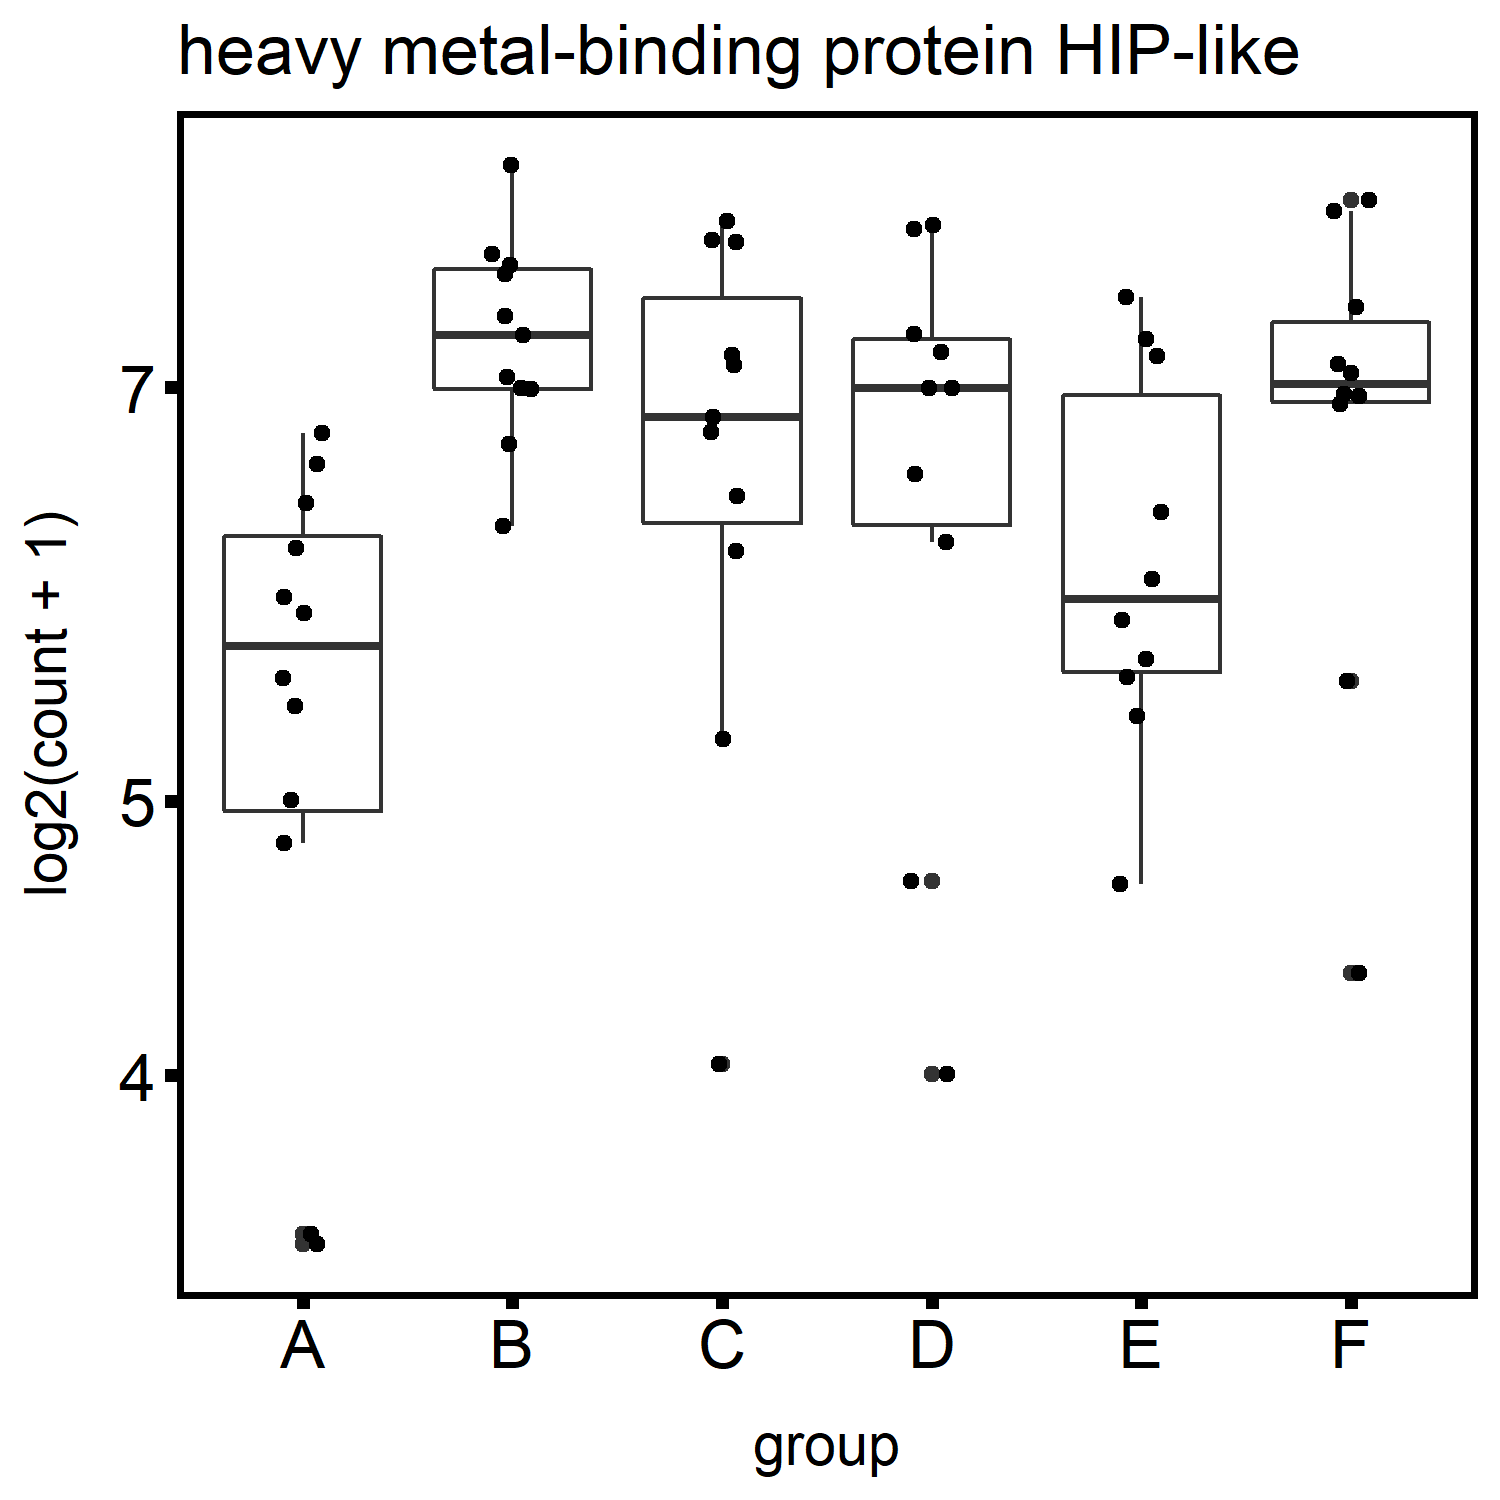 heavy metal-binding protein HIP-like
log2(count + 1)
7
5
4
A B C D E F
group